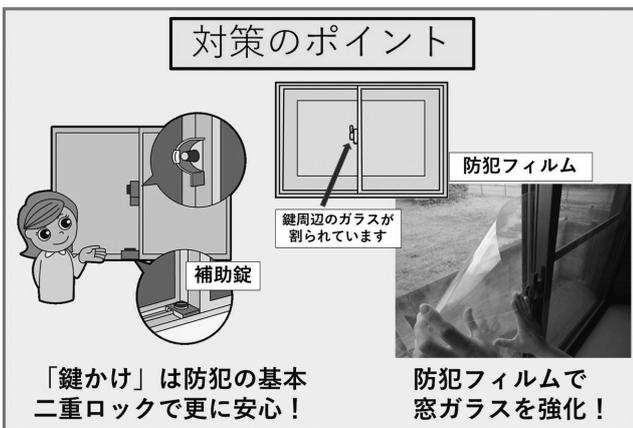 対策のポイント
防犯フィルム
鍵周辺のガラスが
割られています
補助錠
「鍵かけ」は防犯の基本
二重ロックで更に安心！
防犯フィルムで
窓ガラスを強化！